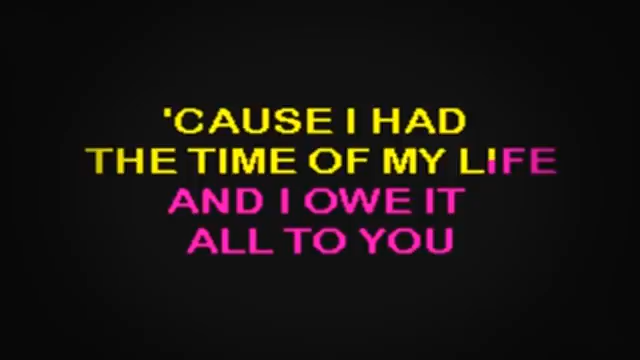 'CAUSE I HAD
THE TIME OF MY LIFE
AND I OWE IT
ALL TO YOU